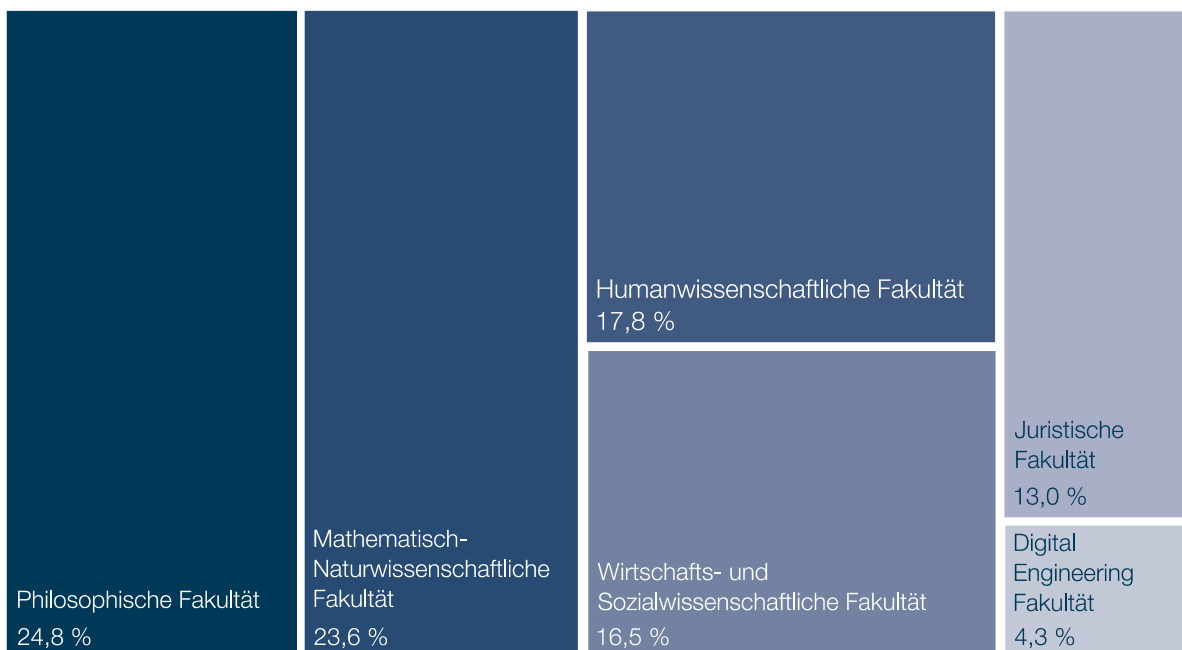 Philosophische Fakultät
24,8 %
Mathematisch-
Naturwissenschaftliche
Fakultät
23,6 %
Humanwissenschaftliche Fakultät
17,8 %
Wirtschafts- und
Sozialwissenschaftliche Fakultät
16,5 %
Juristische
Fakultät
13,0 %
Digital
Engineering
Fakultät
4,3 %